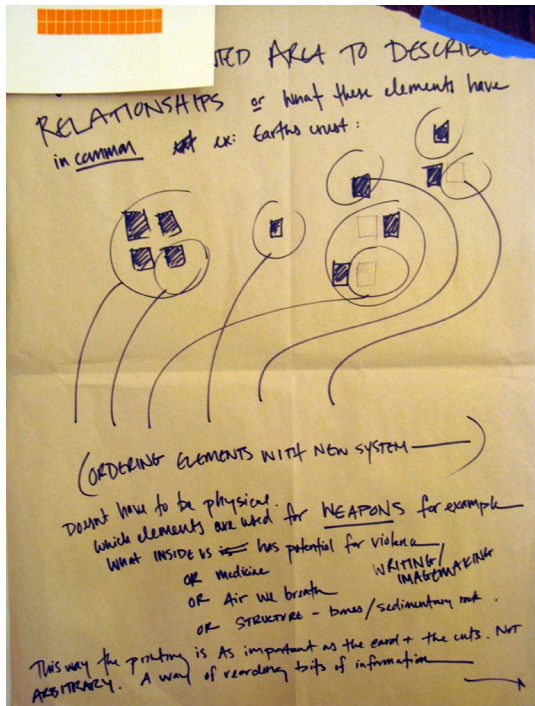 TED AREA TO DESCRIBE
RELATIONSHIPS or What these elements have
in common ex: Earths crust:
(ORDERING ELEMENTS WITH NEW SYSTEM —)
Doesnt have to be physical.
which elements are used for WEAPONS for example
What INSIDE US has potential for violence
OR medicine
WRITING/
IMAGEMAKING
OR Air we breath
OR STRUCTURE - bones/sedimentary rock.
This way the printing is As important as the card + the cuts. NOT
ARBITRARY. A way of reording bits of information